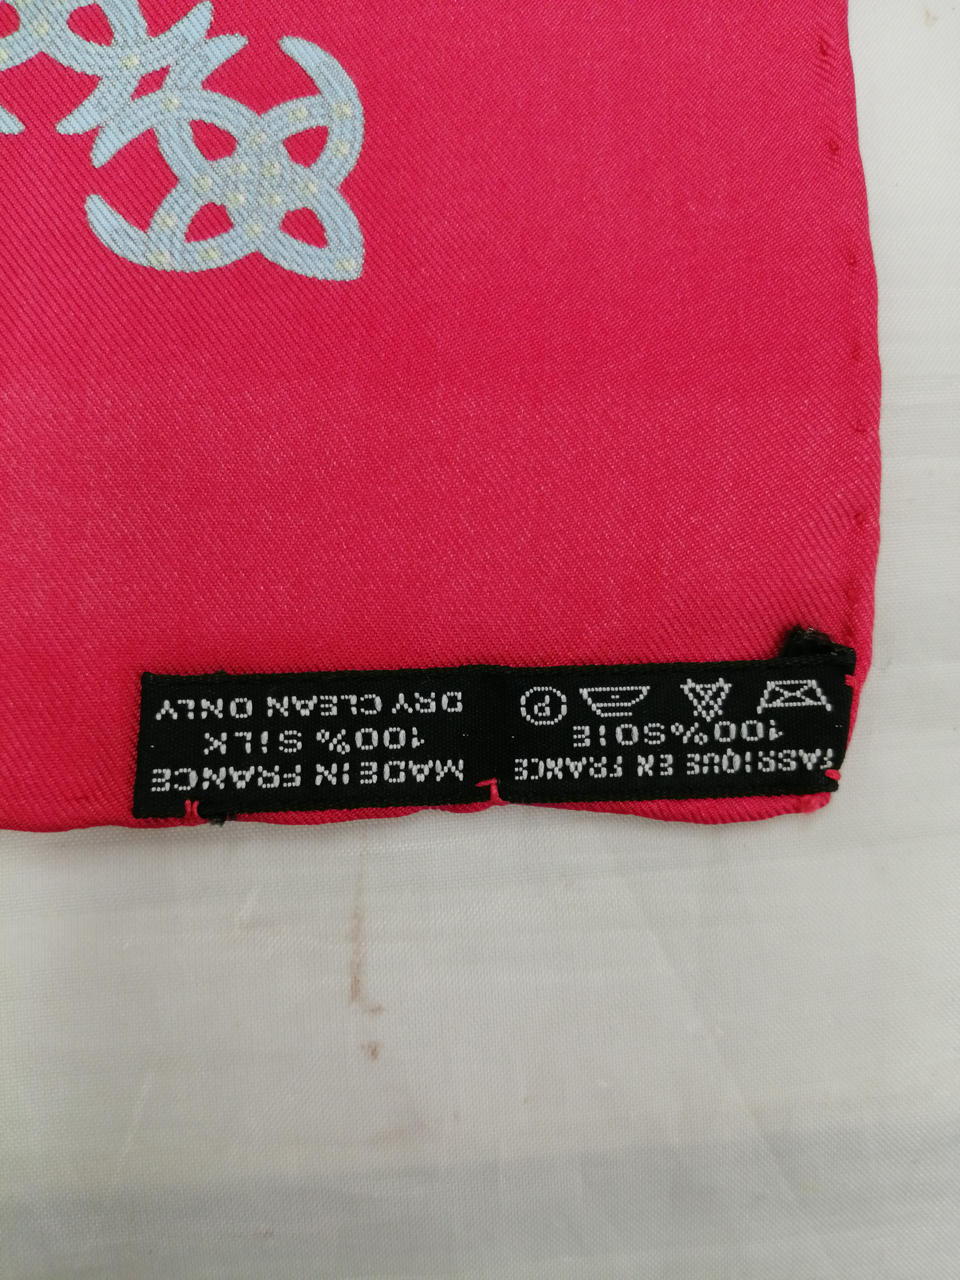 FABRIQUE EN FRANCE
100%SOIE
P
MADE IN FRANCE
100% SILK
DRY CLEAN ONLY